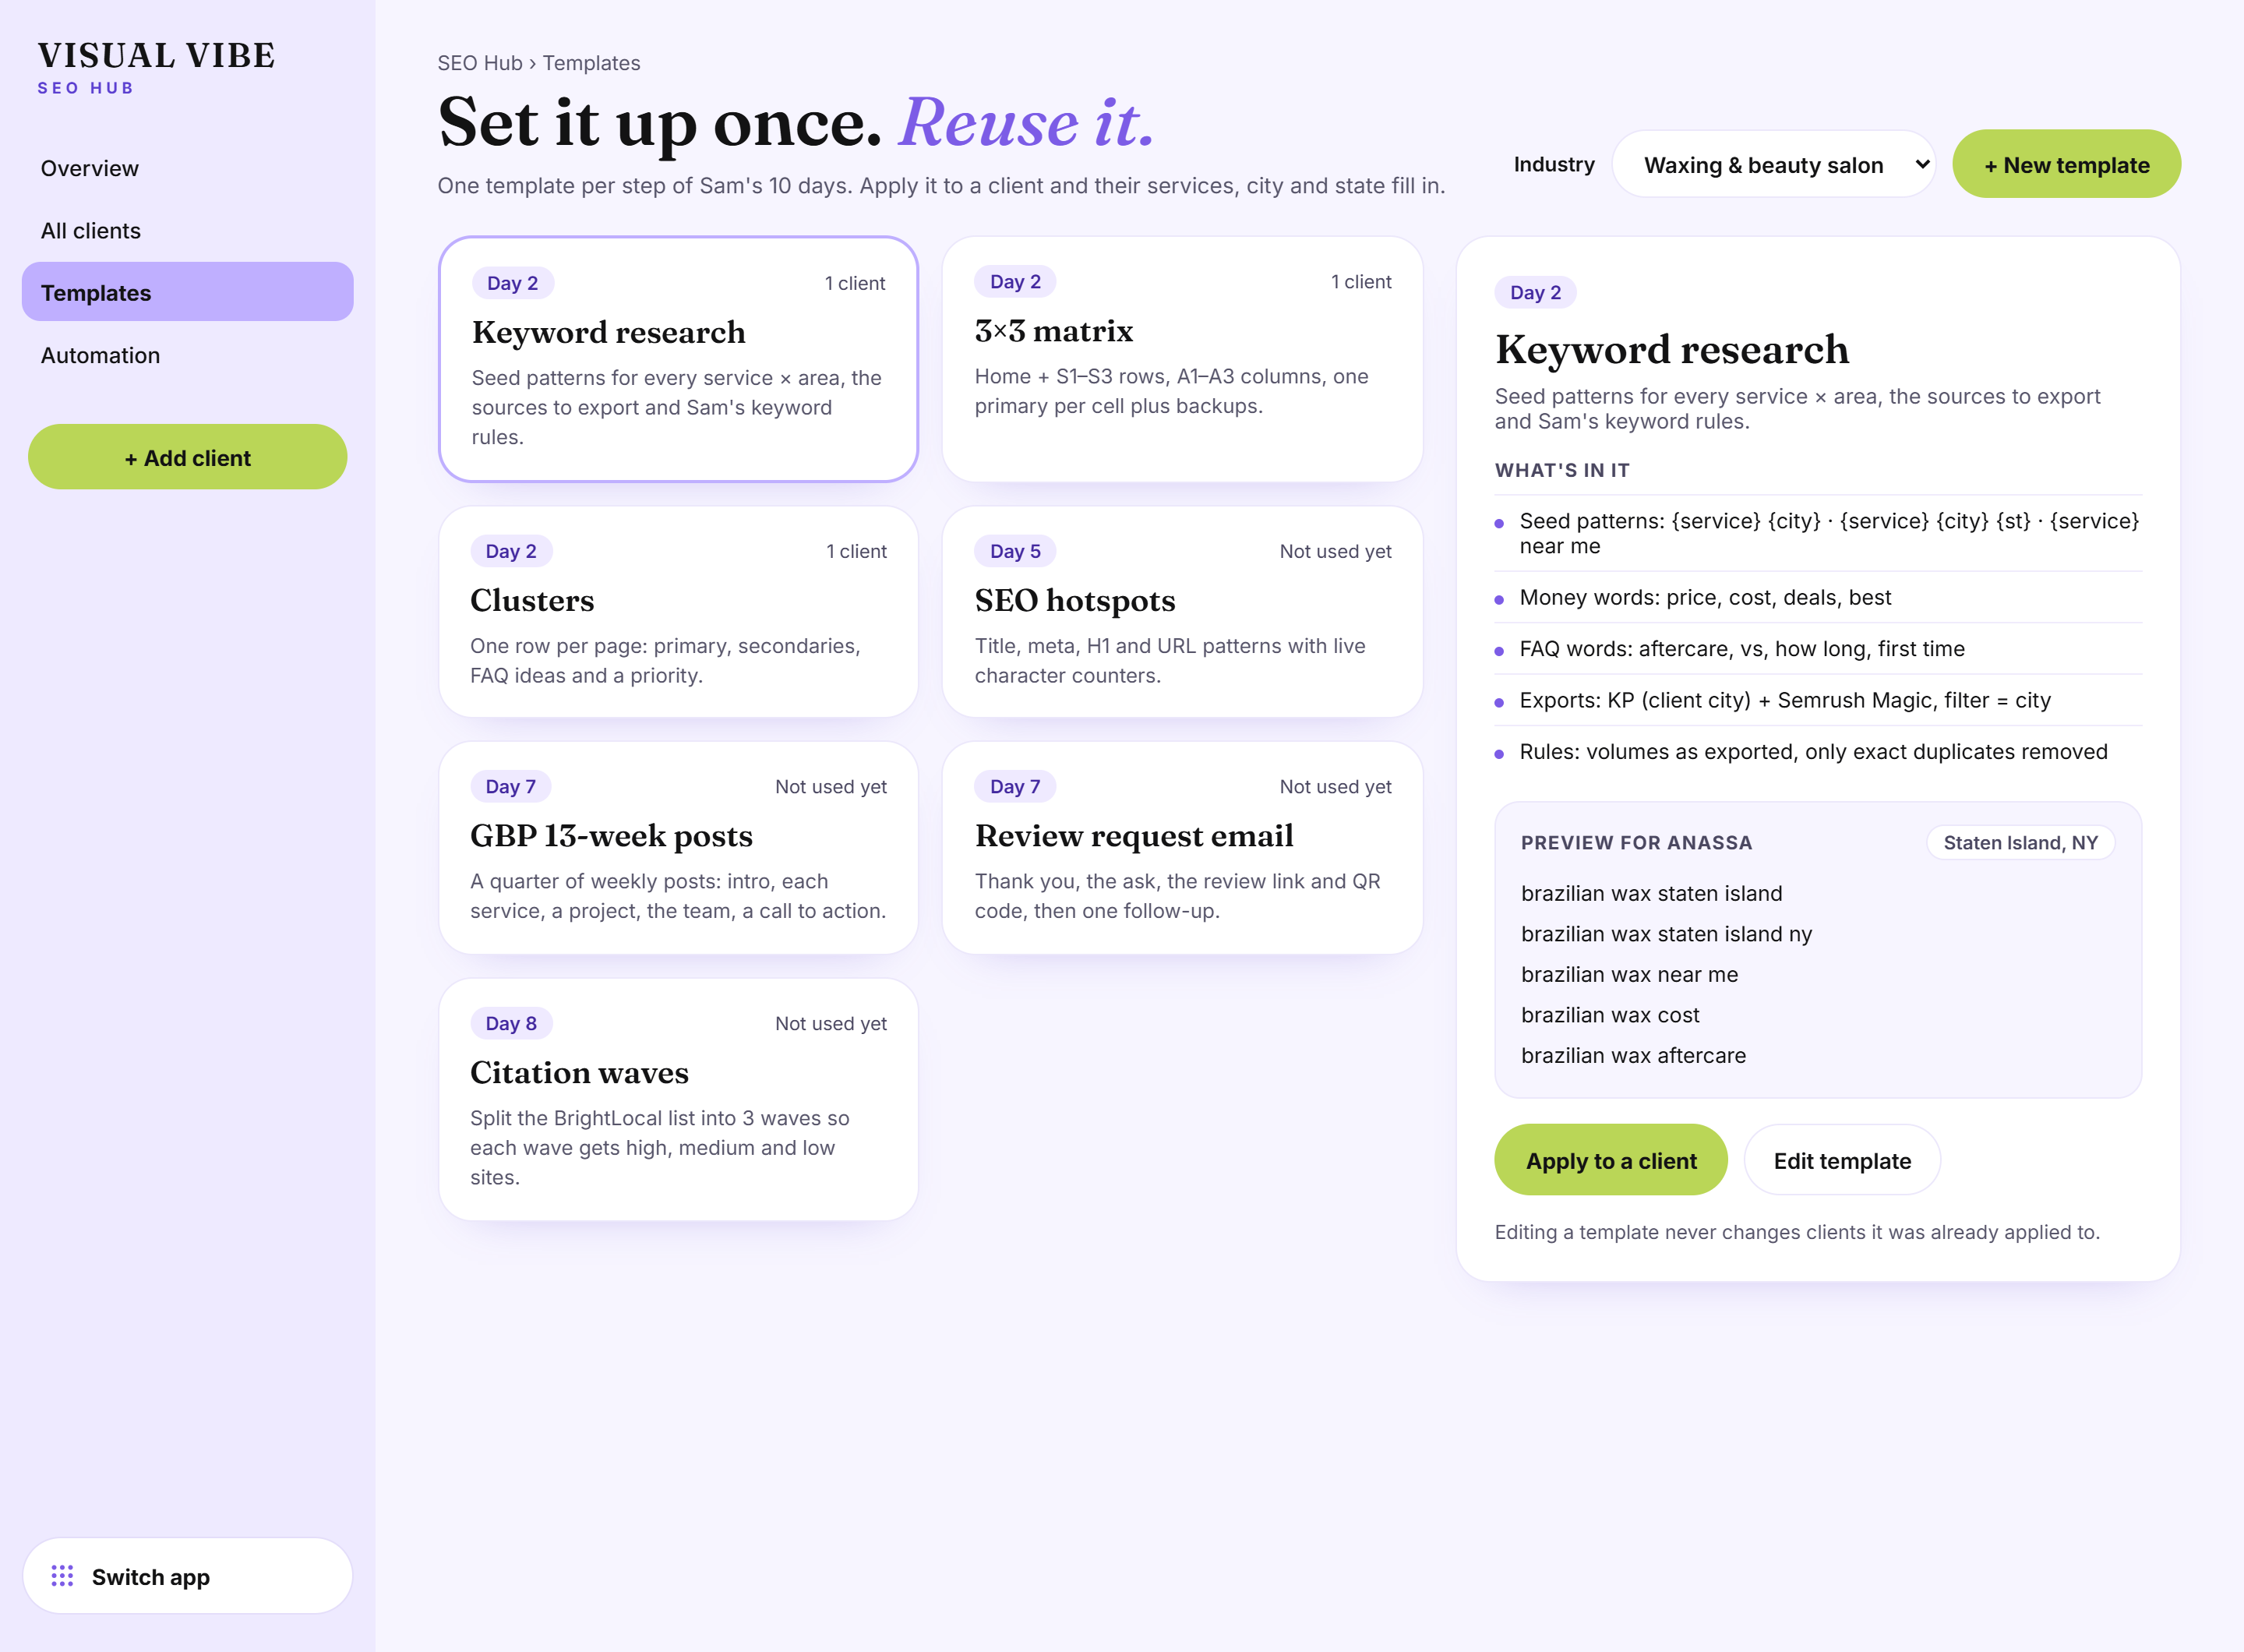 VISUAL VIBE
SEO HUB
Overview
All clients
Templates
Automation
+ Add client
Switch app
SEO Hub › Templates
Set it up once. Reuse it.
One template per step of Sam's 10 days. Apply it to a client and their services, city and state fill in.
Industry
Waxing & beauty salon
+ New template
Day 2
1 client
Keyword research
Seed patterns for every service × area, the
sources to export and Sam's keyword
rules.
Day 2
1 client
3×3 matrix
Home + S1–S3 rows, A1–A3 columns, one
primary per cell plus backups.
Day 2
1 client
Clusters
One row per page: primary, secondaries,
FAQ ideas and a priority.
Day 5
Not used yet
SEO hotspots
Title, meta, H1 and URL patterns with live
character counters.
Day 7
Not used yet
GBP 13-week posts
A quarter of weekly posts: intro, each
service, a project, the team, a call to action.
Day 7
Not used yet
Review request email
Thank you, the ask, the review link and QR
code, then one follow-up.
Day 8
Not used yet
Citation waves
Split the BrightLocal list into 3 waves so
each wave gets high, medium and low
sites.
Day 2
Keyword research
Seed patterns for every service × area, the sources to export
and Sam's keyword rules.
WHAT'S IN IT
Seed patterns: {service} {city} · {service} {city} {st} · {service}
near me
Money words: price, cost, deals, best
FAQ words: aftercare, vs, how long, first time
Exports: KP (client city) + Semrush Magic, filter = city
Rules: volumes as exported, only exact duplicates removed
PREVIEW FOR ANASSA
Staten Island, NY
brazilian wax staten island
brazilian wax staten island ny
brazilian wax near me
brazilian wax cost
brazilian wax aftercare
Apply to a client
Edit template
Editing a template never changes clients it was already applied to.